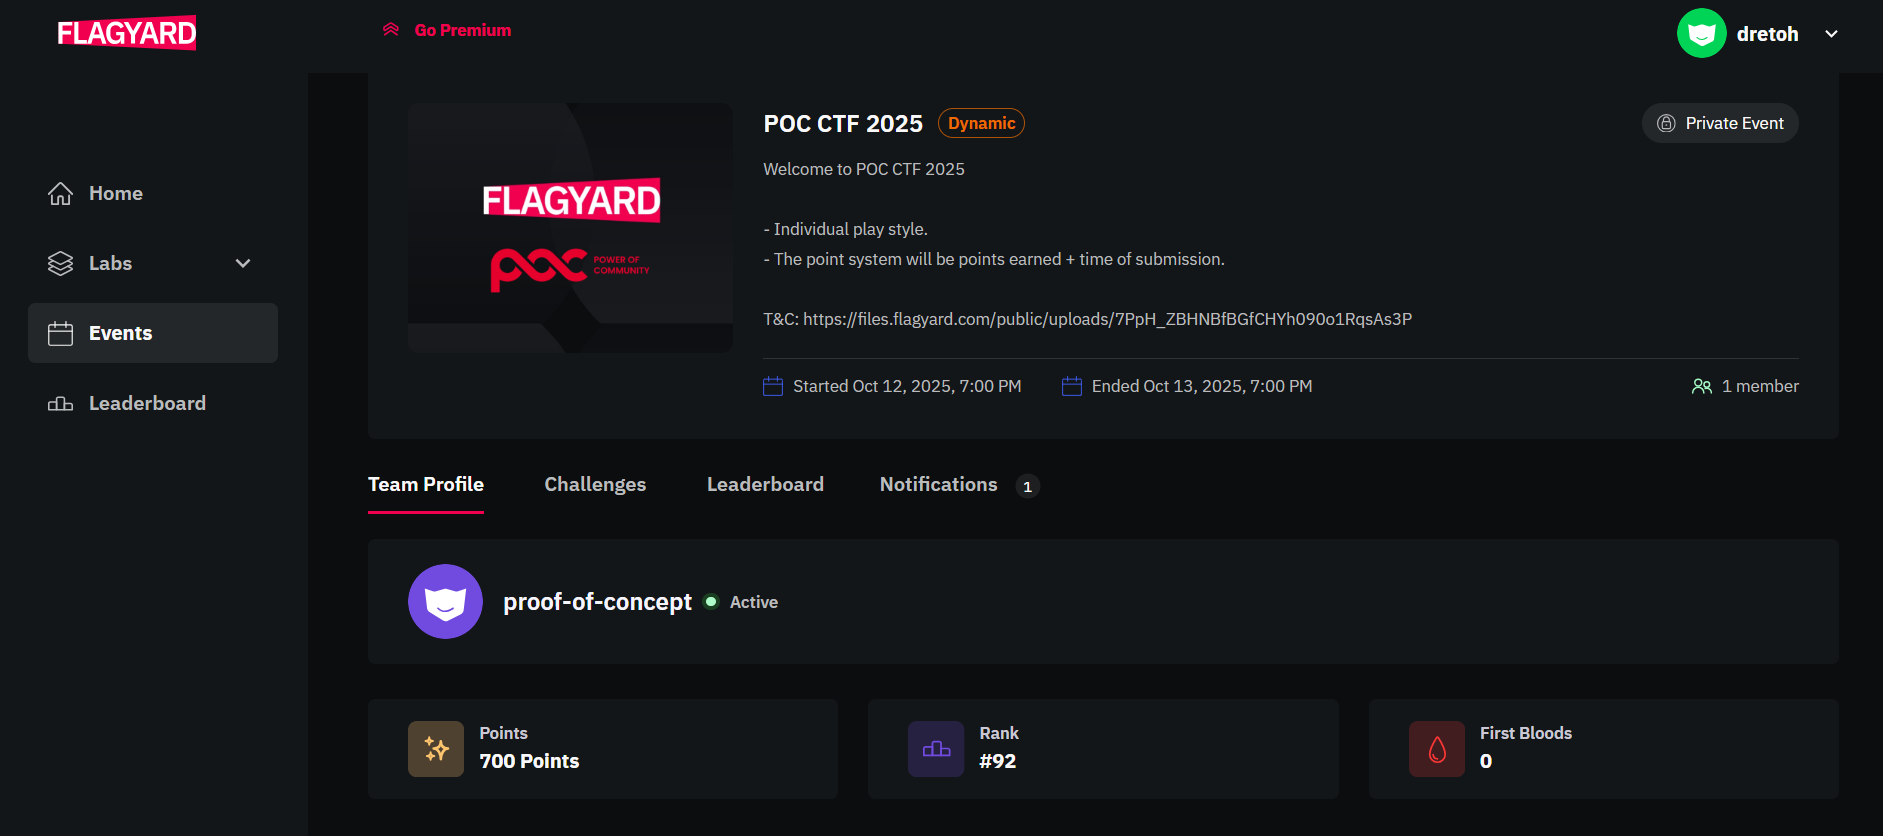 FLAGYARD
Go Premium
dretoh
Home
Labs
Events
Leaderboard
FLAGYARD
poc POWER OF
COMMUNITY
POC CTF 2025 Dynamic
Private Event
Welcome to POC CTF 2025
- Individual play style.
- The point system will be points earned + time of submission.
T&C: https://files.flagyard.com/public/uploads/7PpH_ZBHNBfBGfCHYh090o1RqsAs3P
Started Oct 12, 2025, 7:00 PM Ended Oct 13, 2025, 7:00 PM 1 member
Team Profile Challenges Leaderboard Notifications 1
proof-of-concept Active
Points
700 Points
Rank
#92
First Bloods
0